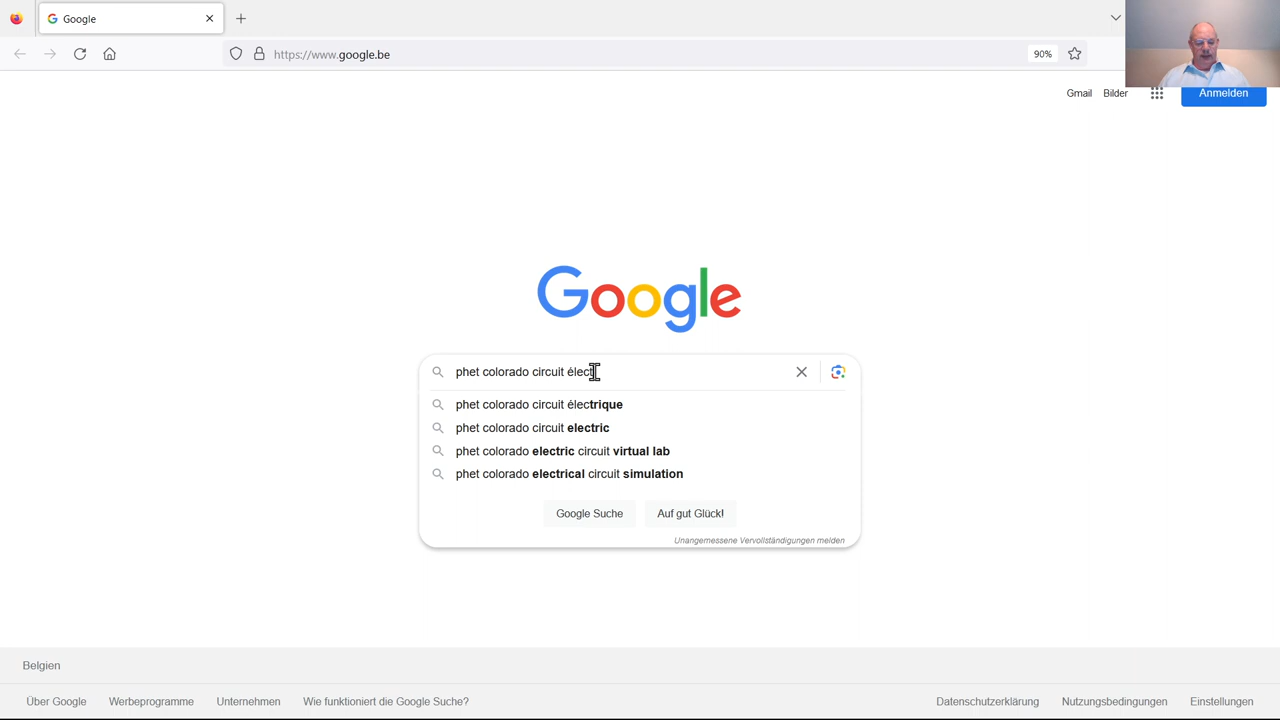 Google
https://www.google.be
90%
Gmail Bilder
Anmelden
Google
phet colorado circuit élect
phet colorado circuit électrique
phet colorado circuit electric
phet colorado electric circuit virtual lab
phet colorado electrical circuit simulation
Google Suche Auf gut Glück!
Unangemessene Vervollständigungen melden
Belgien
Über Google Werbeprogramme Unternehmen Wie funktioniert die Google Suche? Datenschutzerklärung Nutzungsbedingungen Einstellungen